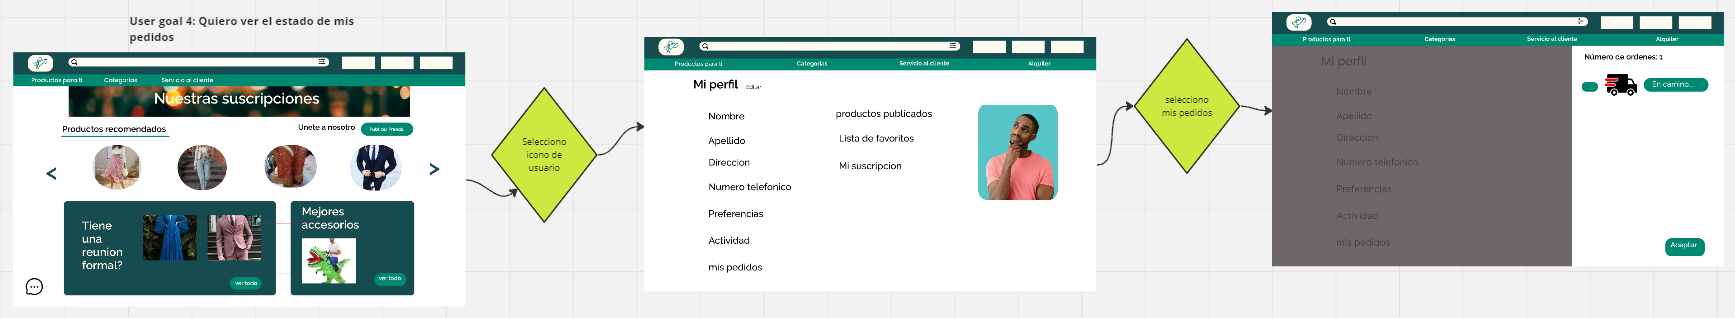 User goal 4: Quiero ver el estado de mis
pedidos
Productos para ti
Categorias
Servicio al cliente
Nuestras suscripciones
Productos recomendados
Unete a nosotro
Publicar Prenda
Tiene
una
reunion
formal?
ver todo
Mejores
accesorios
ver todo
Selecciono
icono de
usuario
Productos para ti
Categorias
Servicio al cliente
Alquiler
Mi perfil
Editar
Nombre
Apellido
Direccion
Numero telefonico
Preferencias
Actividad
mis pedidos
productos publicados
Lista de favoritos
Mi suscripcion
selecciono
mis pedidos
Productos para ti
Categorias
Servicio al cliente
Alquiler
Mi perfil
Nombre
Apellido
Direccion
Numero telefonico
Preferencias
Actividad
mis pedidos
Número de ordenes: 1
En camino...
Aceptar